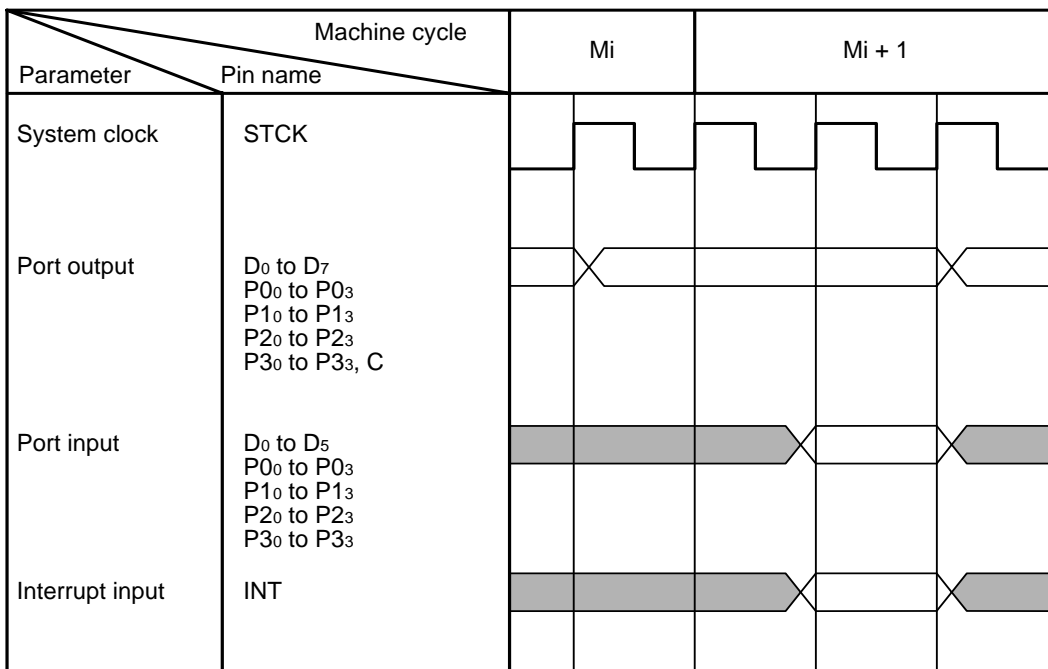 Machine cycle
Parameter
Pin name
Mi
Mi + 1
System clock
STCK
Port output
D0 to D7
P00 to P03
P10 to P13
P20 to P23
P30 to P33, C
Port input
D0 to D5
P00 to P03
P10 to P13
P20 to P23
P30 to P33
Interrupt input
INT